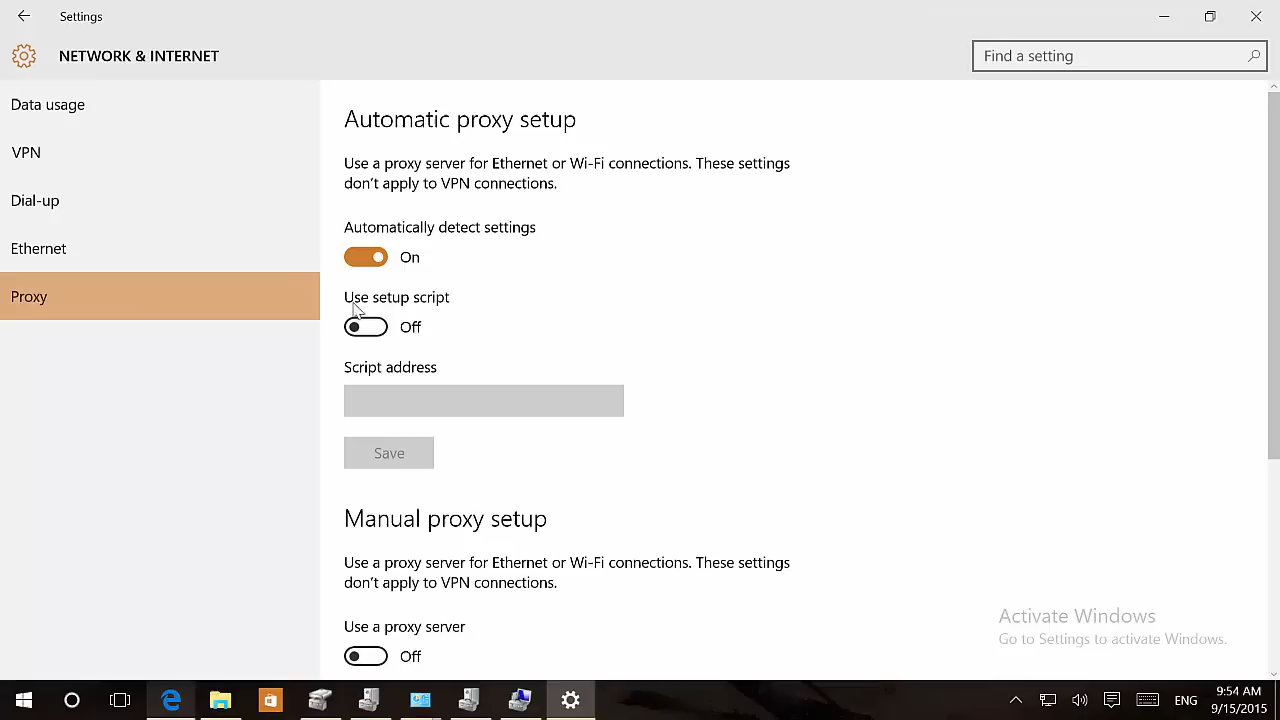 Settings
NETWORK & INTERNET
Find a setting
Data usage
VPN
Dial-up
Ethernet
Proxy
Automatic proxy setup
Use a proxy server for Ethernet or Wi-Fi connections. These settings
don't apply to VPN connections.
Automatically detect settings
On
Use setup script
Off
Script address
Save
Manual proxy setup
Use a proxy server for Ethernet or Wi-Fi connections. These settings
don't apply to VPN connections.
Use a proxy server
Off
Activate Windows
Go to Settings to activate Windows.
ENG
9:54 AM
9/15/2015